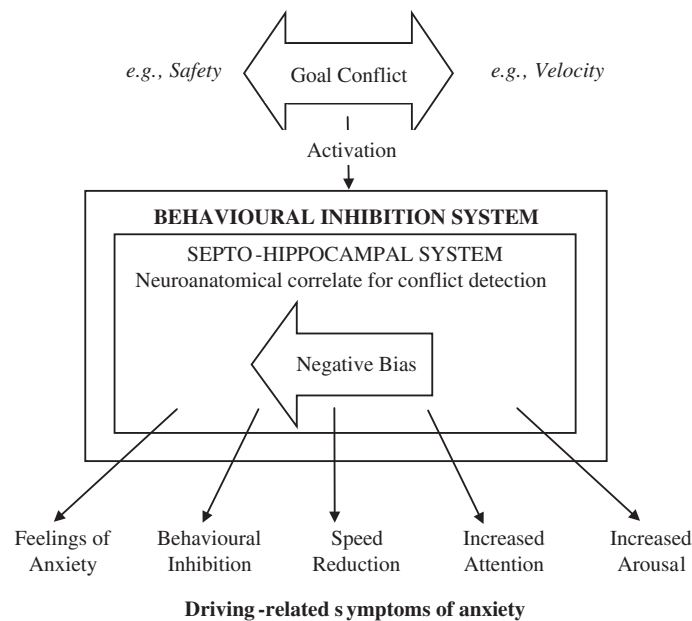 e.g., Safety
Goal Conflict
e.g., Velocity
Activation
BEHAVIOURAL INHIBITION SYSTEM
SEPTO-HIPPOCAMPAL SYSTEM
Neuroanatomical correlate for conflict detection
Negative Bias
Feelings of
Anxiety
Behavioural
Inhibition
Speed
Reduction
Increased
Attention
Increased
Arousal
Driving-related symptoms of anxiety